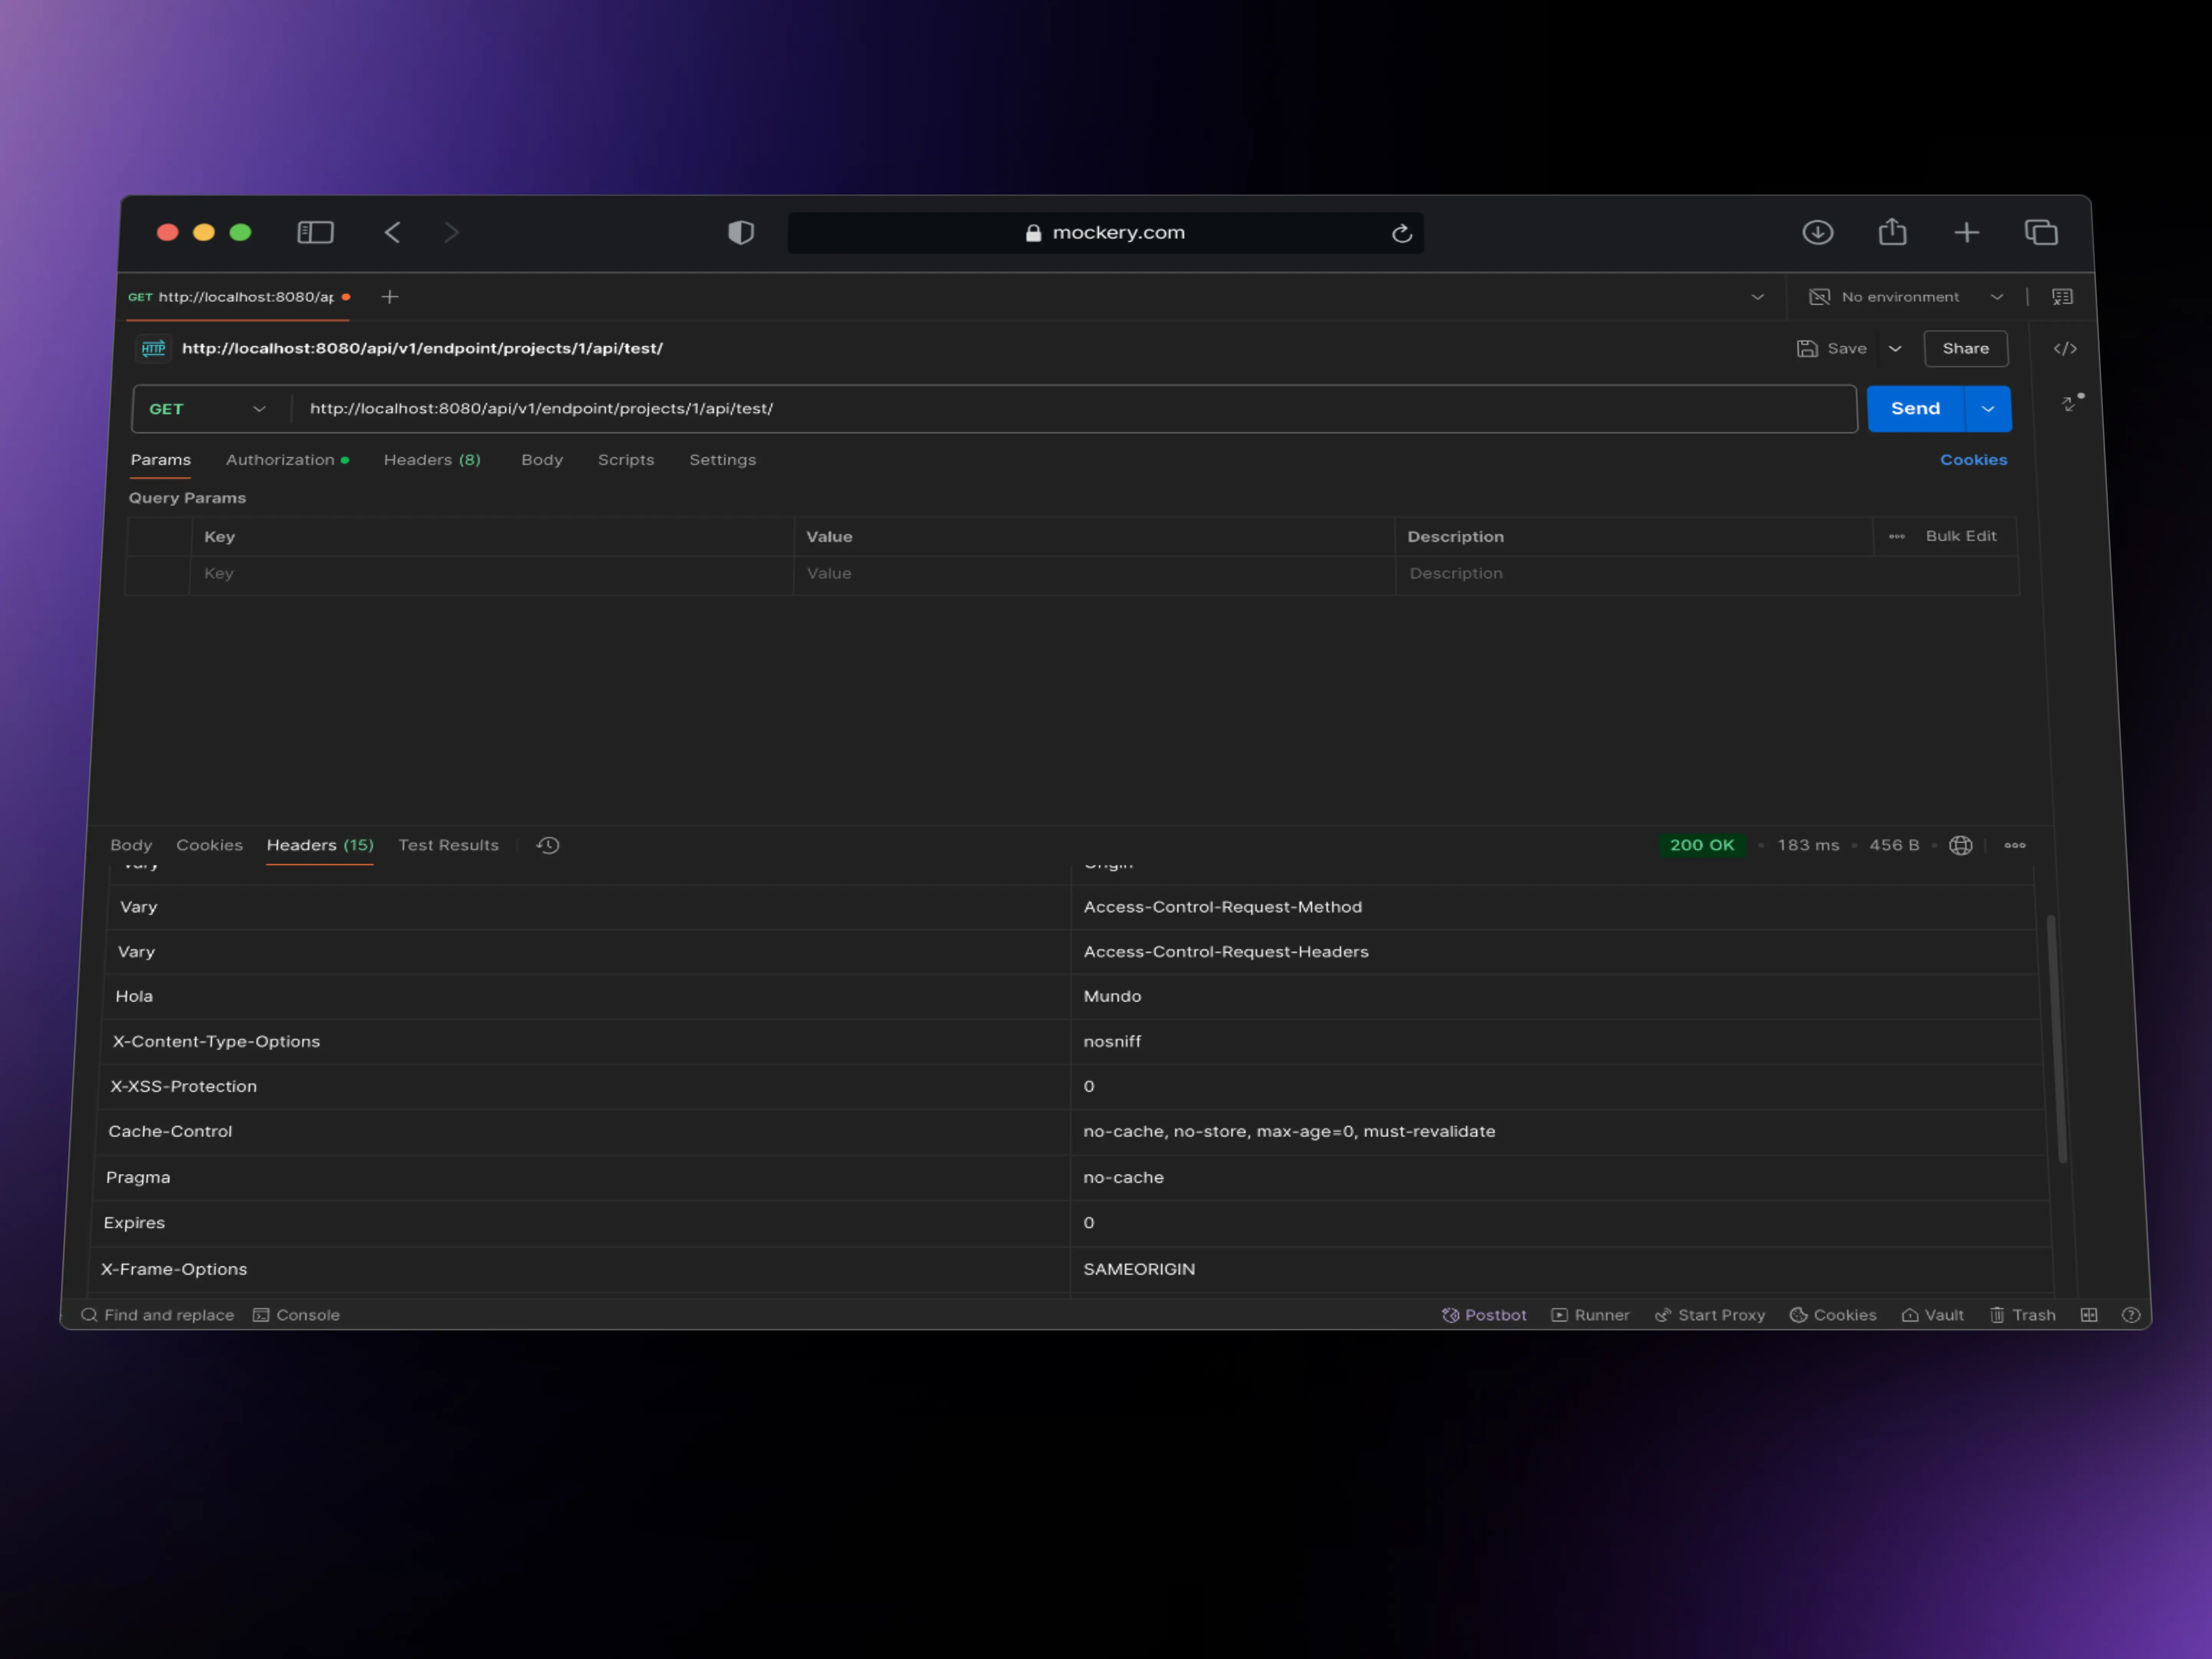 mockery.com
GET http://localhost:8080/ap
No environment
HTTP http://localhost:8080/api/v1/endpoint/projects/1/api/test/
Save
Share
GET http://localhost:8080/api/v1/endpoint/projects/1/api/test/
Send
Params Authorization Headers (8) Body Scripts Settings Cookies
Query Params
Key Value Description Bulk Edit
Key Value Description
Body Cookies Headers (15) Test Results 200 OK 183 ms 456 B
Vary Origin
Vary Access-Control-Request-Method
Vary Access-Control-Request-Headers
Hola Mundo
X-Content-Type-Options nosniff
X-XSS-Protection 0
Cache-Control no-cache, no-store, max-age=0, must-revalidate
Pragma no-cache
Expires 0
X-Frame-Options SAMEORIGIN
Find and replace Console Postbot Runner Start Proxy Cookies Vault Trash